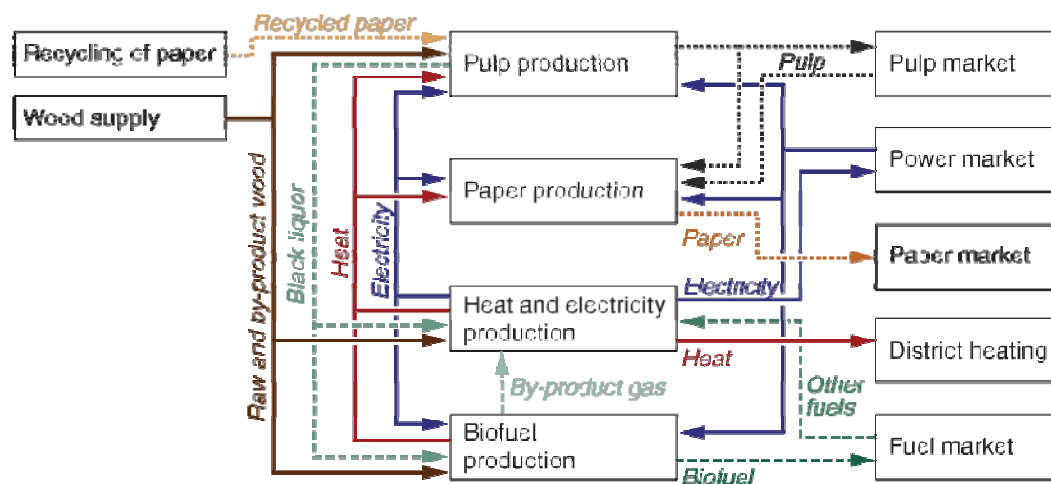 Recycled paper
Recycling of paper
Pulp production
Pulp
Pulp market
Wood supply
Raw and by-product wood
Black liquor
Heat
Electricity
Paper production
Power market
Paper
Paper market
Heat and electricity
production
Electricity
Heat
District heating
By-product gas
Other
fuels
Biofuel
production
Biofuel
Fuel market